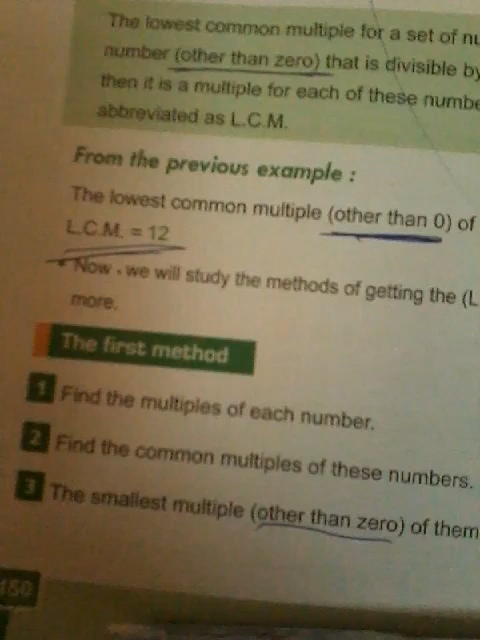 The lowest common multiple for a set of nu
number (other than zero) that is divisible by
then it is a multiple for each of these numbe
abbreviated as L.C.M.
From the previous example :
The lowest common multiple (other than 0) of
L.C.M. = 12
* Now , we will study the methods of getting the (L
more.
The first method
1 Find the multiples of each number.
2 Find the common multiples of these numbers.
3 The smallest multiple (other than zero) of them
150